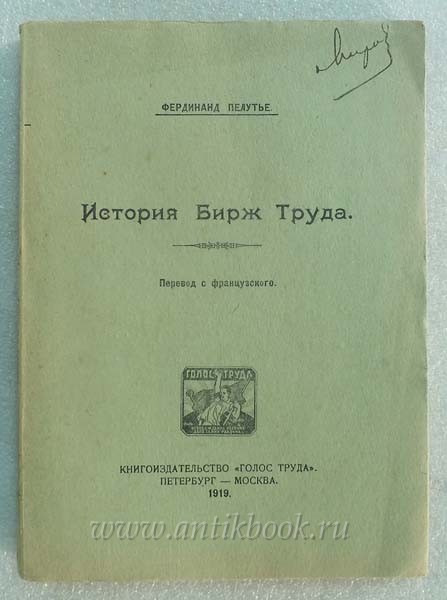 ФЕРДИНАНД ПЕЛУТЬЕ.
История Бирж Труда.
Перевод с французского.
ГОЛОС ТРУДА
КНИГОИЗДАТЕЛЬСТВО «ГОЛОС ТРУДА».
ПЕТЕРБУРГ — МОСКВА.
1919.
www.antikbook.ru